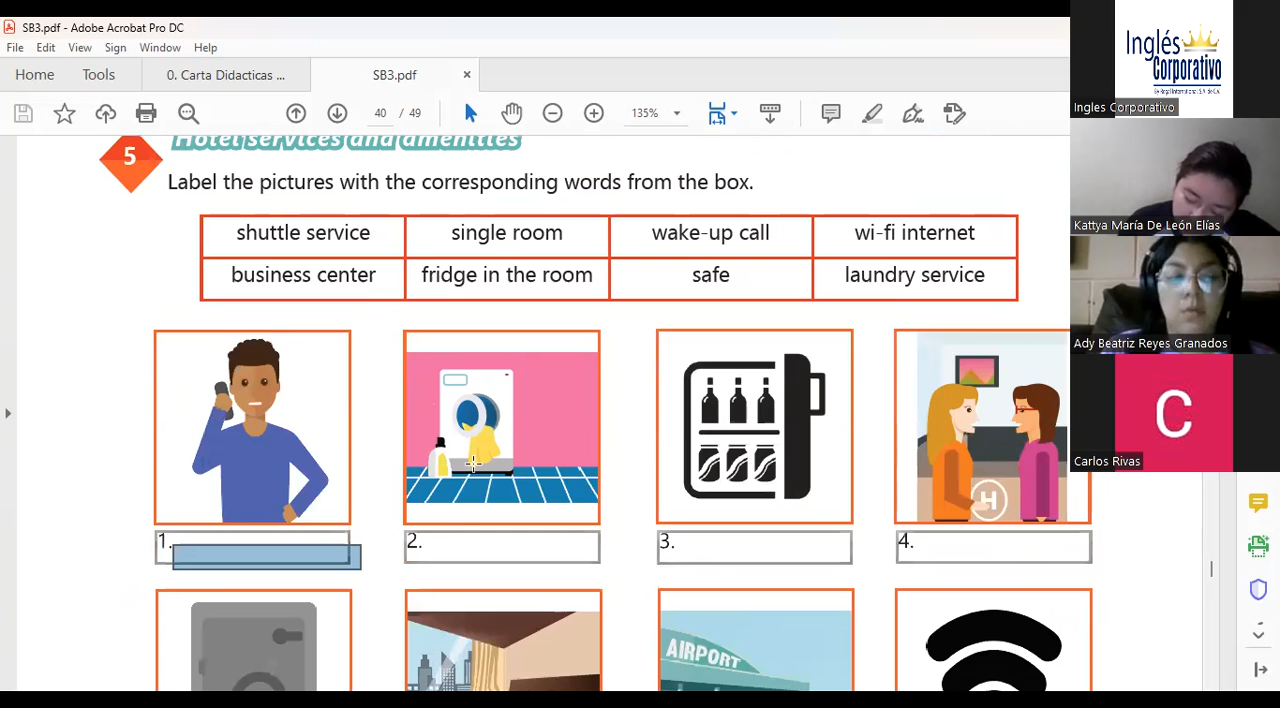 SB3.pdf - Adobe Acrobat Pro DC
File Edit View Sign Window Help
Home Tools 0. Carta Didacticas ... SB3.pdf ×
40 / 49 135%
5 Hotel services and amenities
Label the pictures with the corresponding words from the box.
shuttle service single room wake-up call wi-fi internet
business center fridge in the room safe laundry service
H
1. 2. 3. 4.
AIRPORT
Inglés
Corporativo
By Regal International S.A. de C.V.
Ingles Corporativo
Kattya María De León Elías
Ady Beatriz Reyes Granados
C
Carlos Rivas